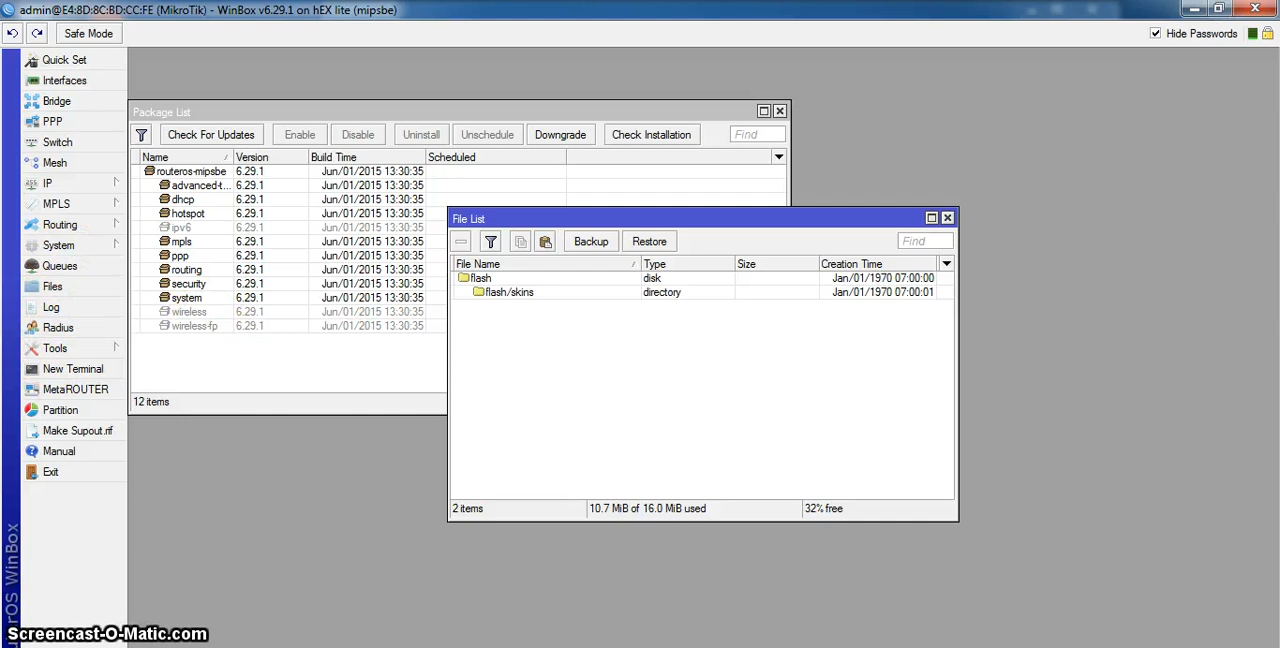 admin@E4:8D:8C:BD:CC:FE (MikroTik) - WinBox v6.29.1 on hEX lite (mipsbe)
Safe Mode
Hide Passwords
Quick Set
Interfaces
Bridge
PPP
Switch
Mesh
IP
MPLS
Routing
System
Queues
Files
Log
Radius
Tools
New Terminal
MetaROUTER
Partition
Make Supout.rif
Manual
Exit
Package List
Check For Updates Enable Disable Uninstall Unschedule Downgrade Check Installation Find
Name / Version Build Time Scheduled
routeros-mipsbe 6.29.1 Jun/01/2015 13:30:35
advanced-t... 6.29.1 Jun/01/2015 13:30:35
dhcp 6.29.1 Jun/01/2015 13:30:35
hotspot 6.29.1 Jun/01/2015 13:30:35
ipv6 6.29.1 Jun/01/2015 13:30:35
mpls 6.29.1 Jun/01/2015 13:30:35
ppp 6.29.1 Jun/01/2015 13:30:35
routing 6.29.1 Jun/01/2015 13:30:35
security 6.29.1 Jun/01/2015 13:30:35
system 6.29.1 Jun/01/2015 13:30:35
wireless 6.29.1 Jun/01/2015 13:30:35
wireless-fp 6.29.1 Jun/01/2015 13:30:35
12 items
File List
Backup Restore Find
File Name / Type Size Creation Time
flash disk Jan/01/1970 07:00:00
flash/skins directory Jan/01/1970 07:00:01
2 items 10.7 MiB of 16.0 MiB used 32% free
WinBox
Screencast-O-Matic.com